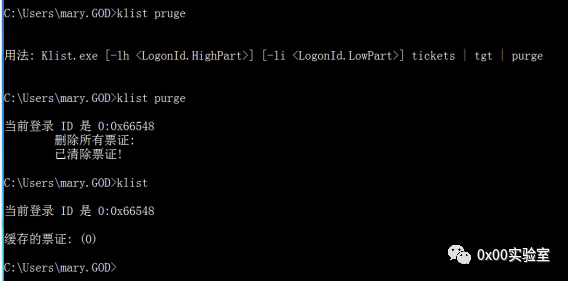 C:\Users\mary.GOD>klist pruge
用法: Klist.exe [-lh <LogonId.HighPart>] [-li <LogonId.LowPart>] tickets | tgt | purge
C:\Users\mary.GOD>klist purge
当前登录 ID 是 0:0x66548
删除所有票证:
已清除票证!
C:\Users\mary.GOD>klist
当前登录 ID 是 0:0x66548
缓存的票证: (0)
C:\Users\mary.GOD>
0x00实验室